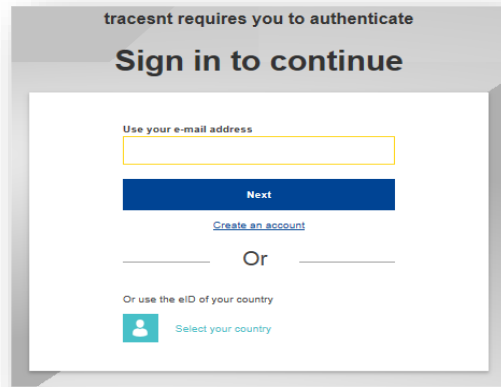 tracesnt requires you to authenticate
Sign in to continue
Use your e-mail address
Next
Create an account
Or
Or use the eID of your country
Select your country